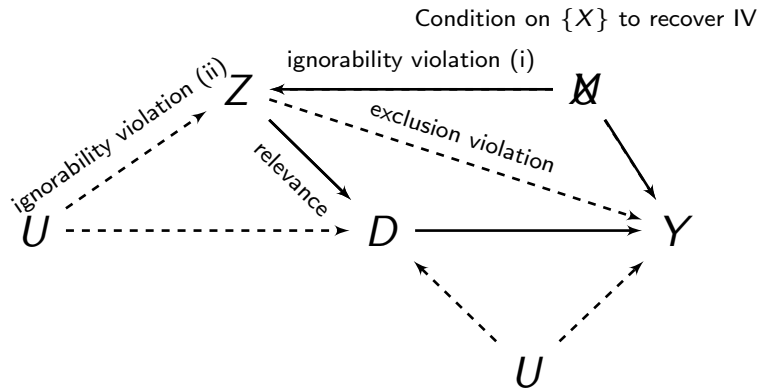 Condition on {X} to recover IV
ignorability violation (i)
ignorability violation (ii)
Z
exclusion violation
relevance
U
D
Y
U